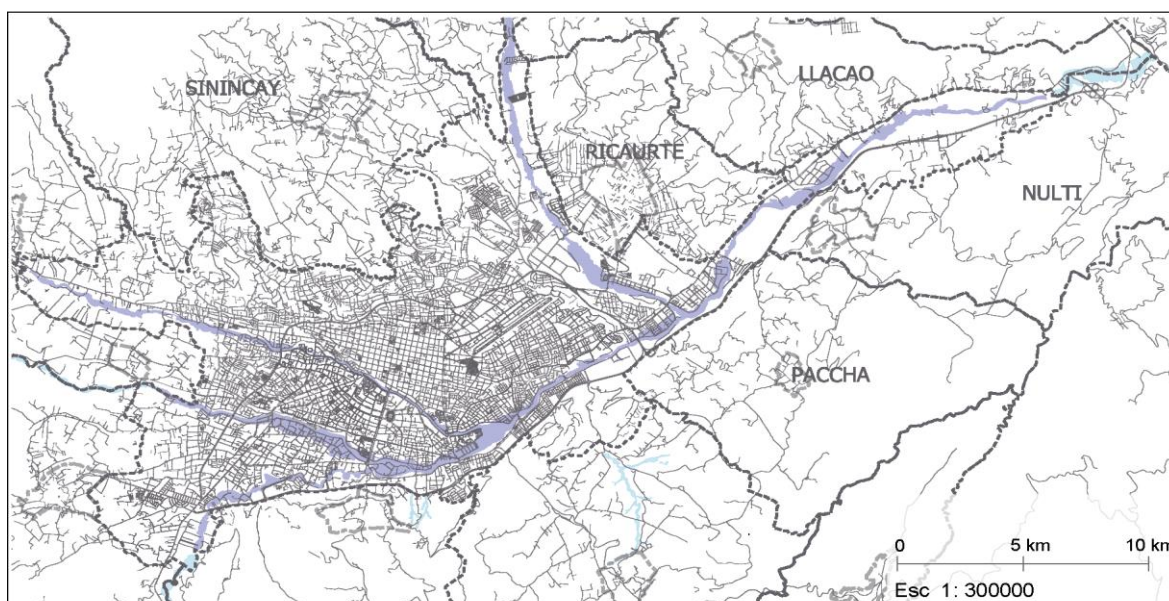 SININCAY
LLACAO
RICAURTE
NULTI
PACCHA
0 5 km 10 km
Esc 1: 300000